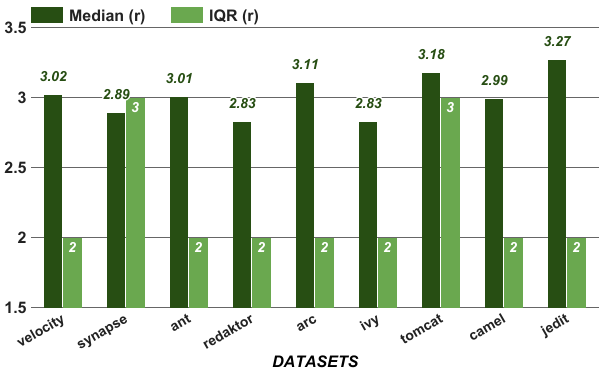 Median (r) IQR (r)
3.5
3
2.5
2
1.5
3.02 2.89 3.01 2.83 3.11 2.83 3.18 2.99 3.27
2 3 2 2 2 2 3 2 2
velocity synapse ant redaktor arc ivy tomcat camel jedit
DATASETS